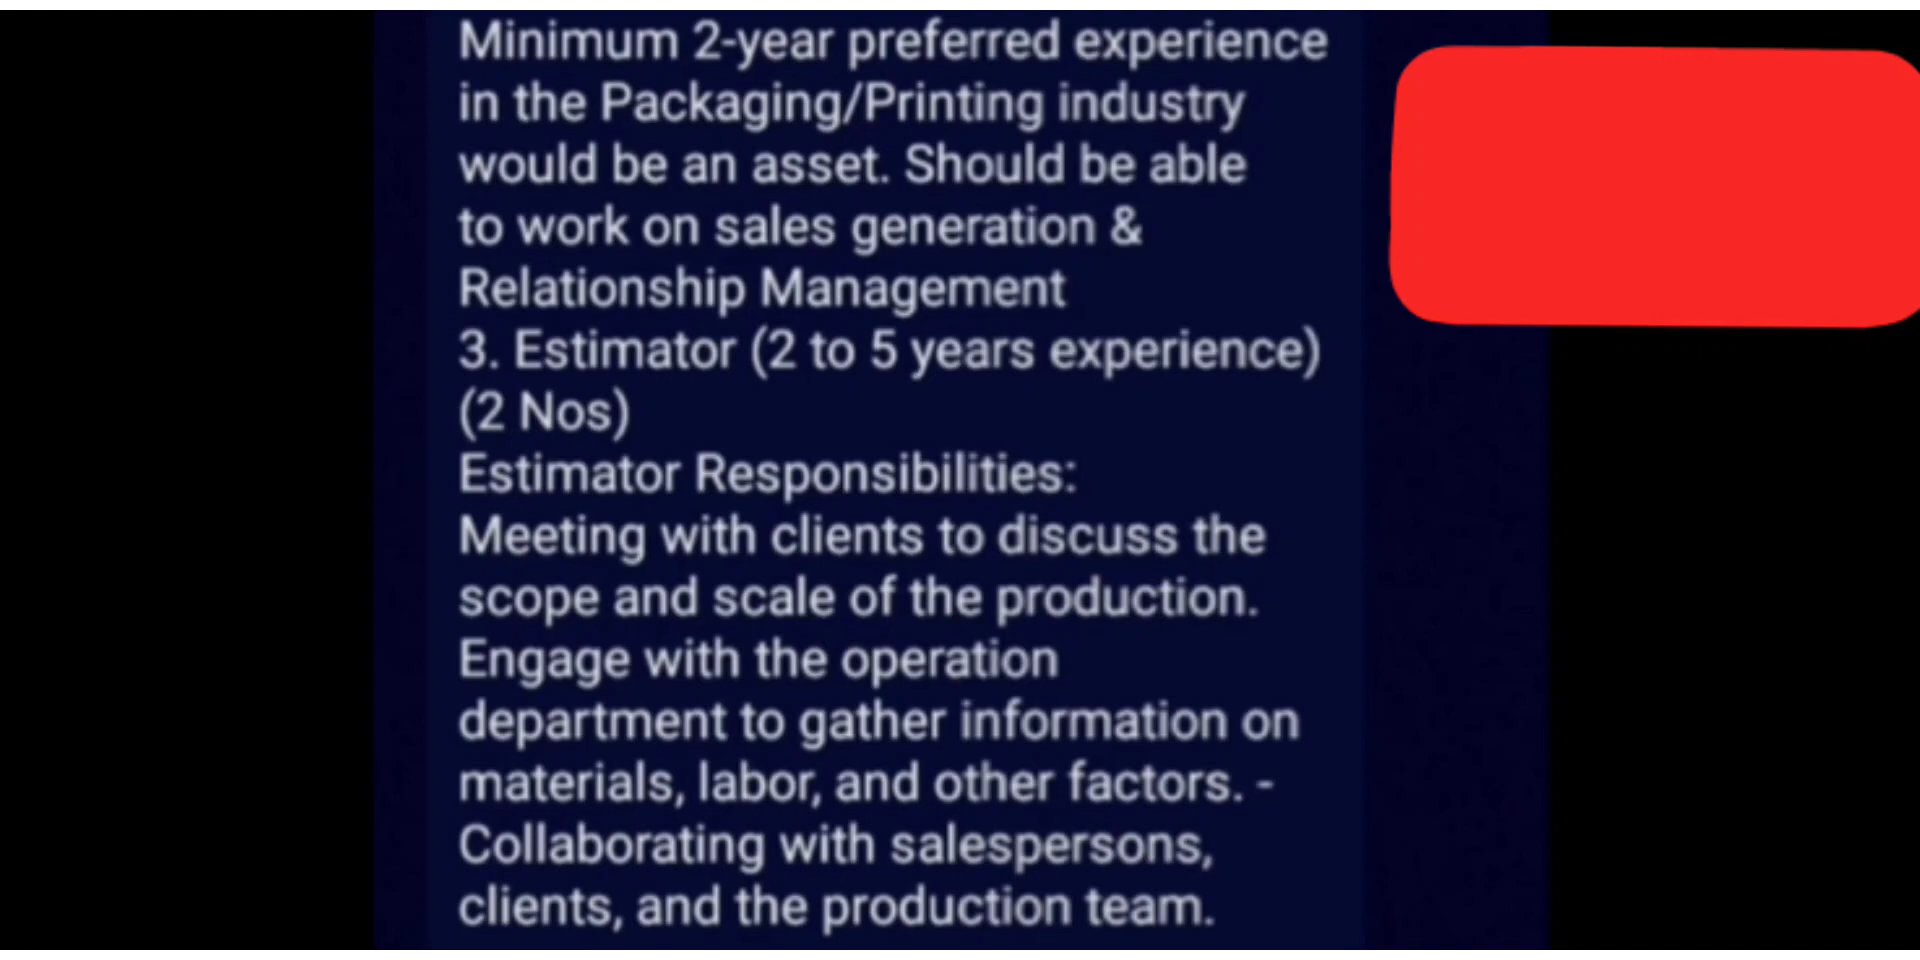 Minimum 2-year preferred experience
in the Packaging/Printing industry
would be an asset. Should be able
to work on sales generation &
Relationship Management
3. Estimator (2 to 5 years experience)
(2 Nos)
Estimator Responsibilities:
Meeting with clients to discuss the
scope and scale of the production.
Engage with the operation
department to gather information on
materials, labor, and other factors. -
Collaborating with salespersons,
clients, and the production team.